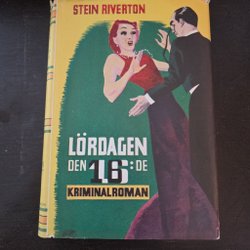 STEIN RIVERTON
LÖRDAGEN
DEN 16:DE
KRIMINALROMAN